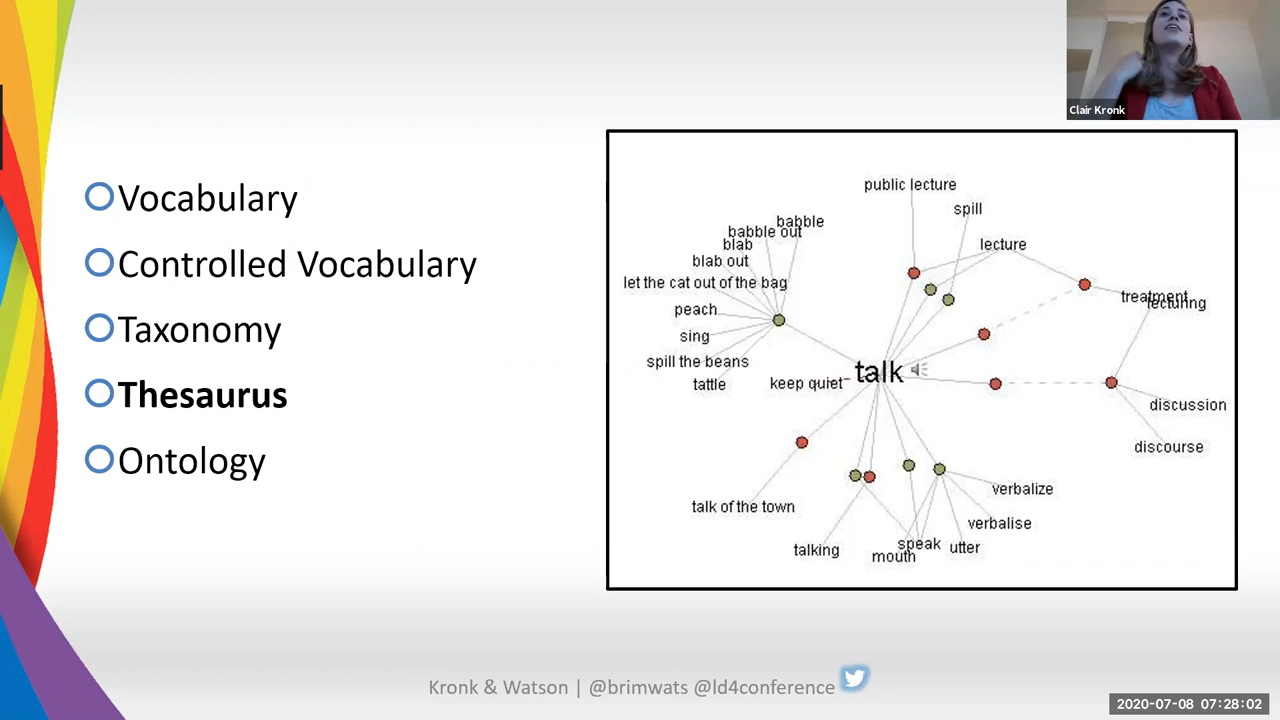 Clair Kronk
Vocabulary
Controlled Vocabulary
Taxonomy
Thesaurus
Ontology
public lecture
spill
babble
babble out
blab
lecture
blab out
let the cat out of the bag
treatment
lecturing
peach
sing
spill the beans
talk
tattle
keep quiet
discussion
discourse
verbalize
talk of the town
verbalise
talking
speak
utter
mouth
Kronk & Watson | @brimwats @ld4conference
2020-07-08 07:28:02